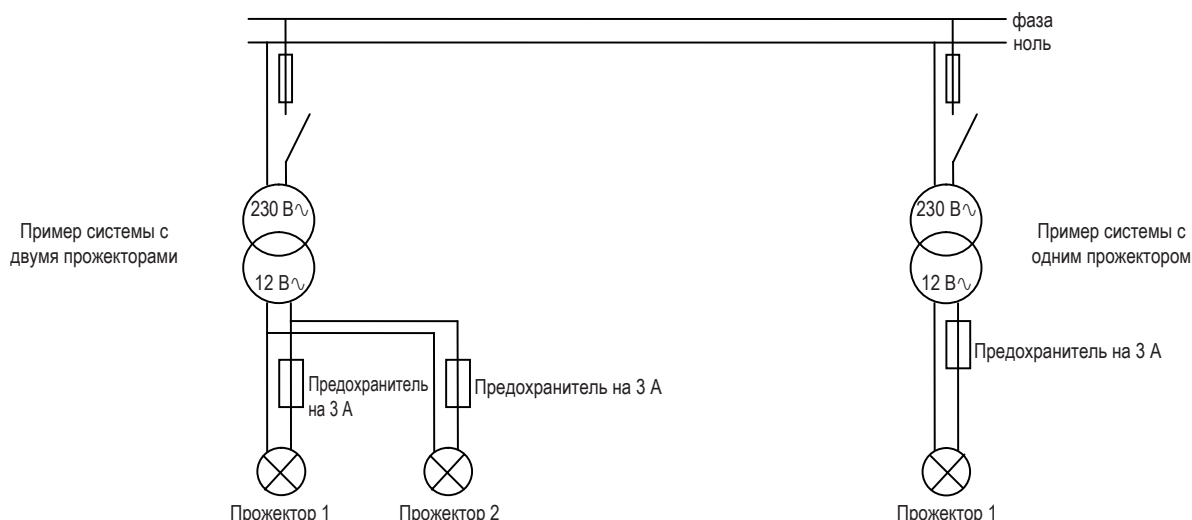 фаза
ноль
230 В∿
230 В∿
Пример системы с
двумя прожекторами
Пример системы с
одним прожектором
12 В∿
12 В∿
Предохранитель на 3 А
Предохранитель
на 3 А
Предохранитель на 3 А
Прожектор 1
Прожектор 2
Прожектор 1